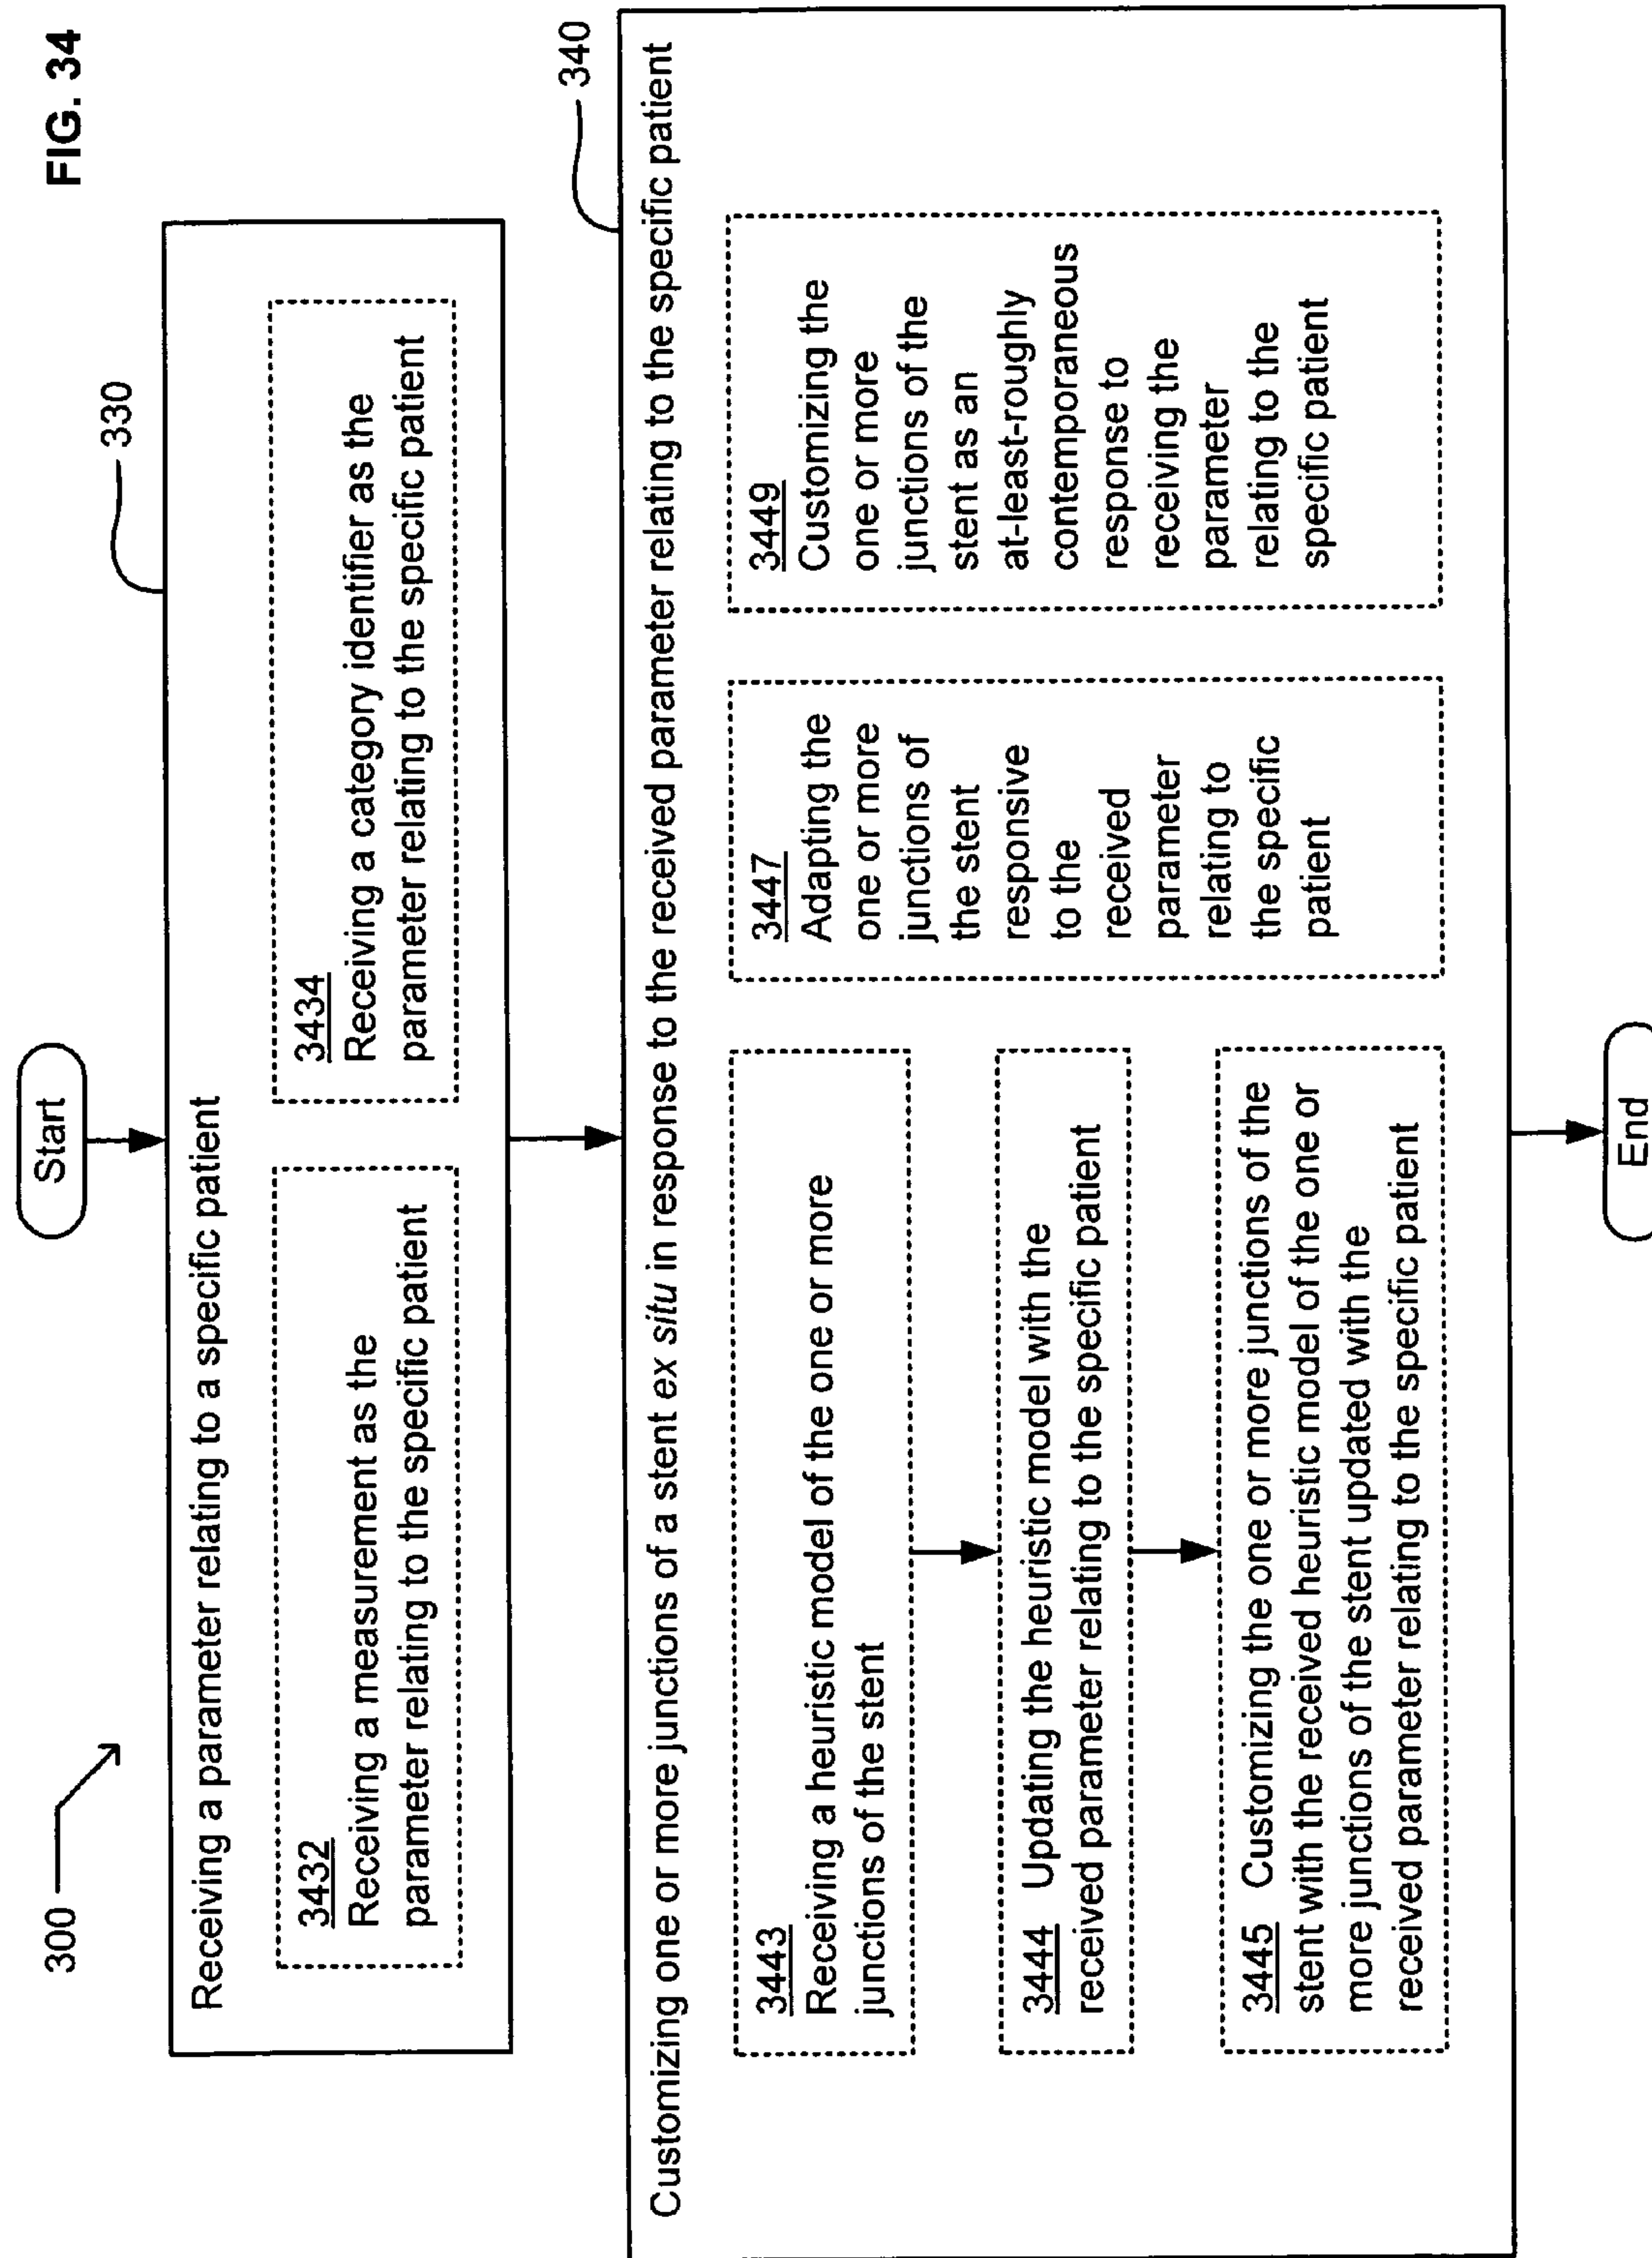 FIG. 34
300
Start
330
Receiving a parameter relating to a specific patient
3432
Receiving a measurement as the
parameter relating to the specific patient
3434
Receiving a category identifier as the
parameter relating to the specific patient
340
Customizing one or more junctions of a stent ex situ in response to the received parameter relating to the specific patient
3443
Receiving a heuristic model of the one or more
junctions of the stent
3444 Updating the heuristic model with the
received parameter relating to the specific patient
3445 Customizing the one or more junctions of the
stent with the received heuristic model of the one or
more junctions of the stent updated with the
received parameter relating to the specific patient
3447
Adapting the
one or more
junctions of
the stent
responsive
to the
received
parameter
relating to
the specific
patient
3449
Customizing the
one or more
junctions of the
stent as an
at-least-roughly
contemporaneous
response to
receiving the
parameter
relating to the
specific patient
End